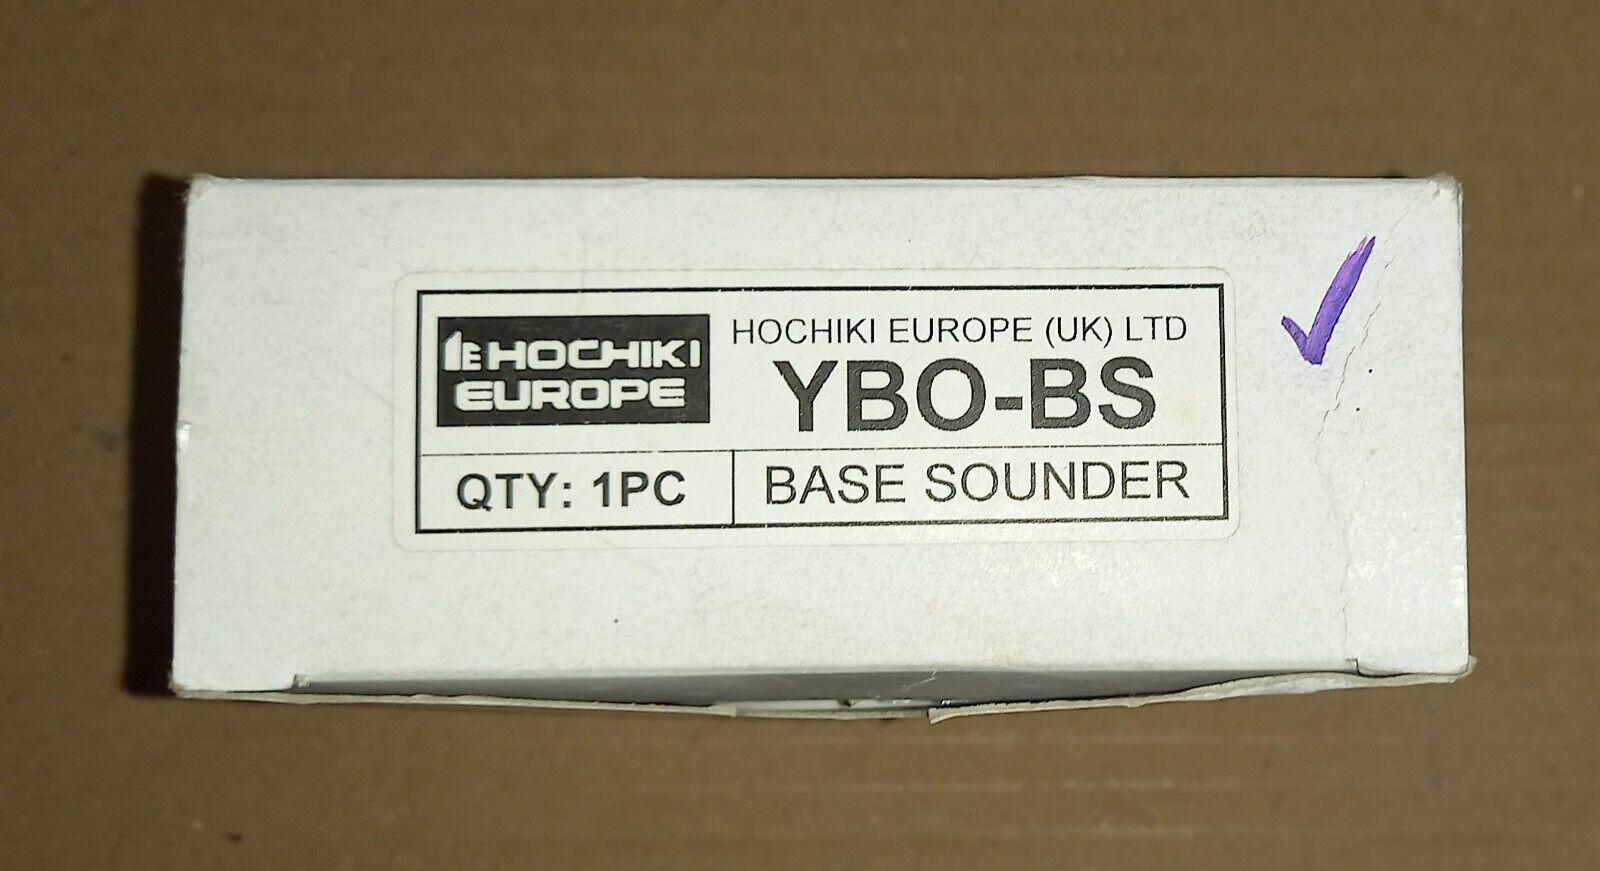 HOCHIKI
EUROPE
HOCHIKI EUROPE (UK) LTD
YBO-BS
QTY: 1PC
BASE SOUNDER